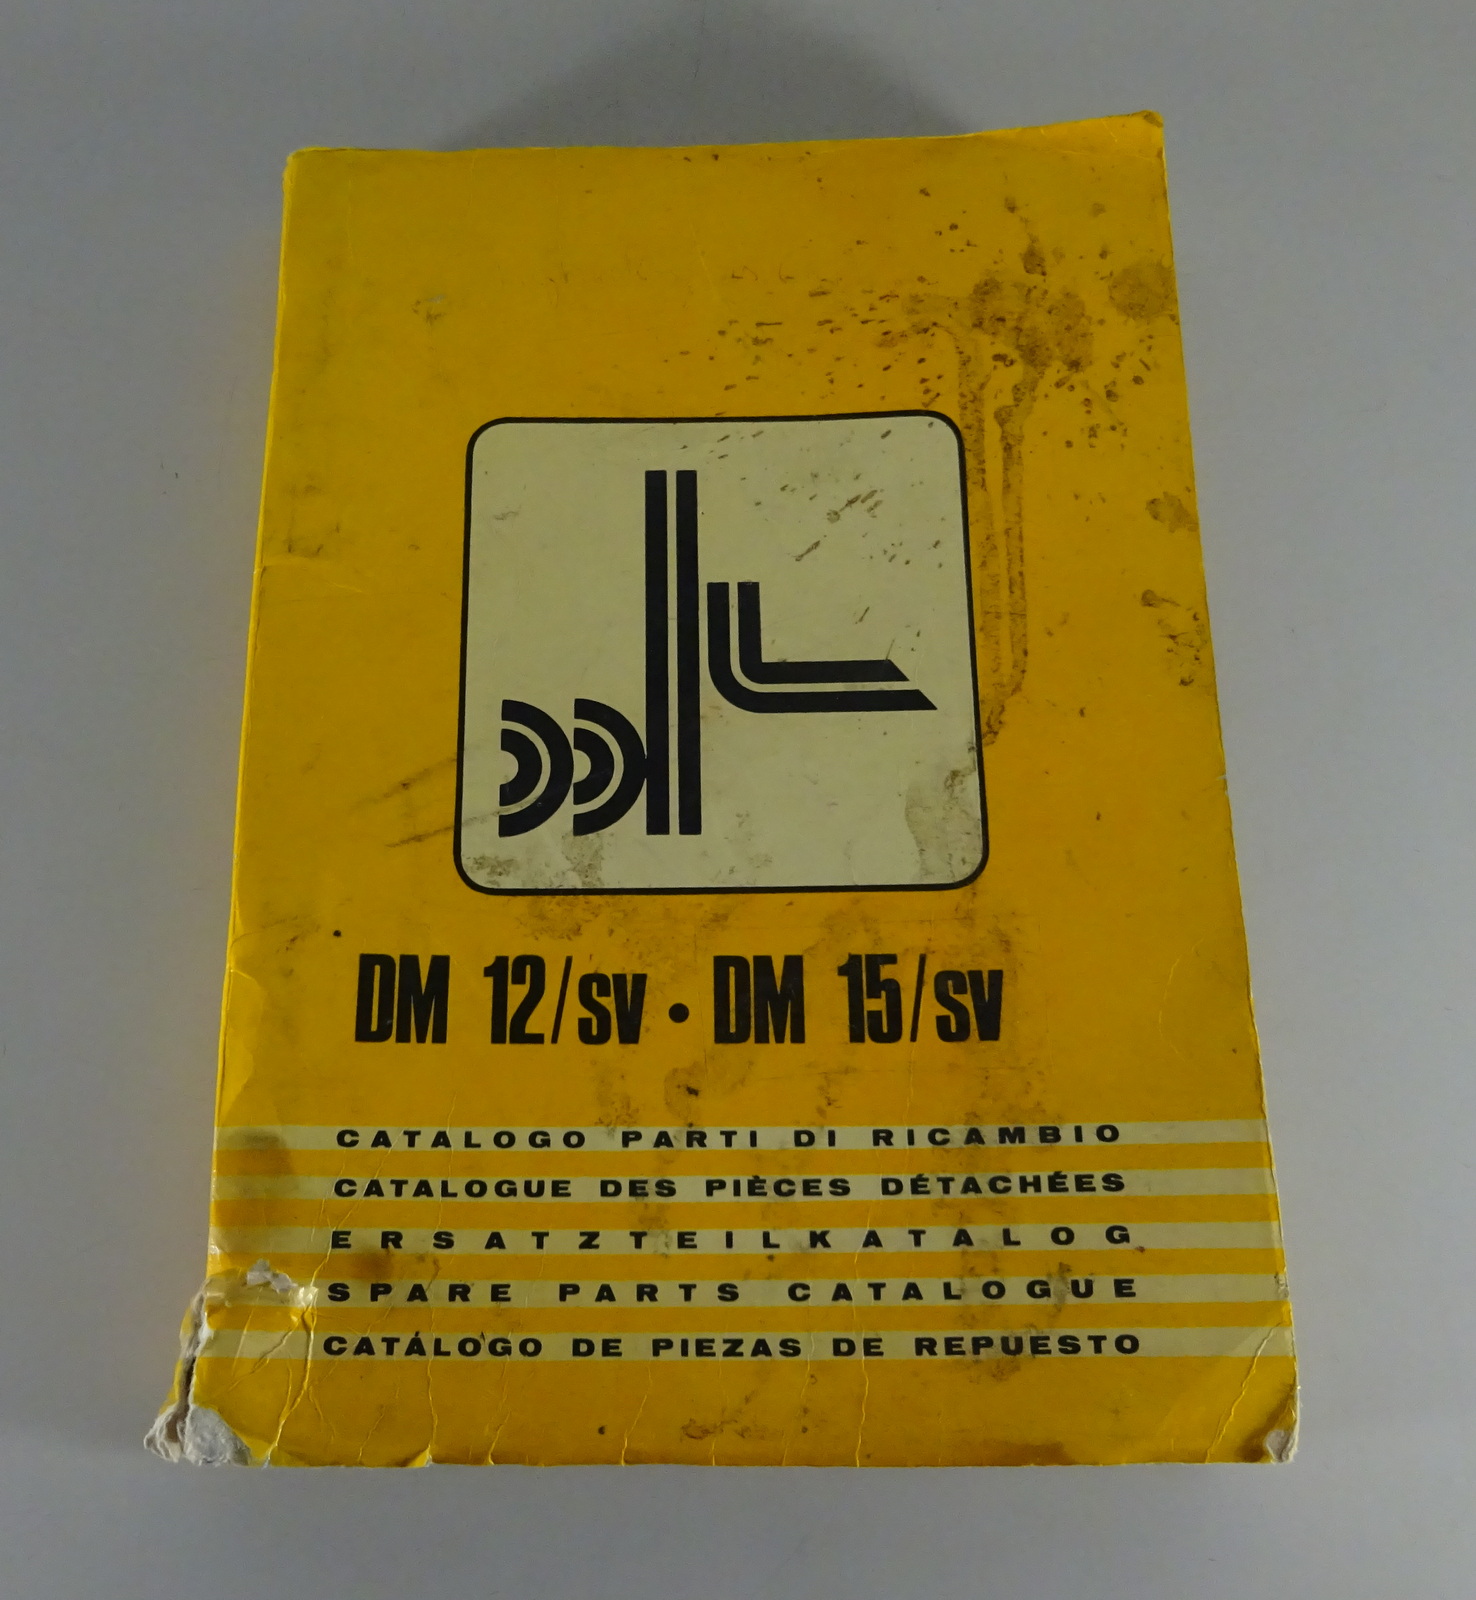 DM 12/SV • DM 15/SV
CATALOGO PARTI DI RICAMBIO
CATALOGUE DES PIÈCES DÉTACHÉES
ERSATZTEILKATALOG
SPARE PARTS CATALOGUE
CATÁLOGO DE PIEZAS DE REPUESTO